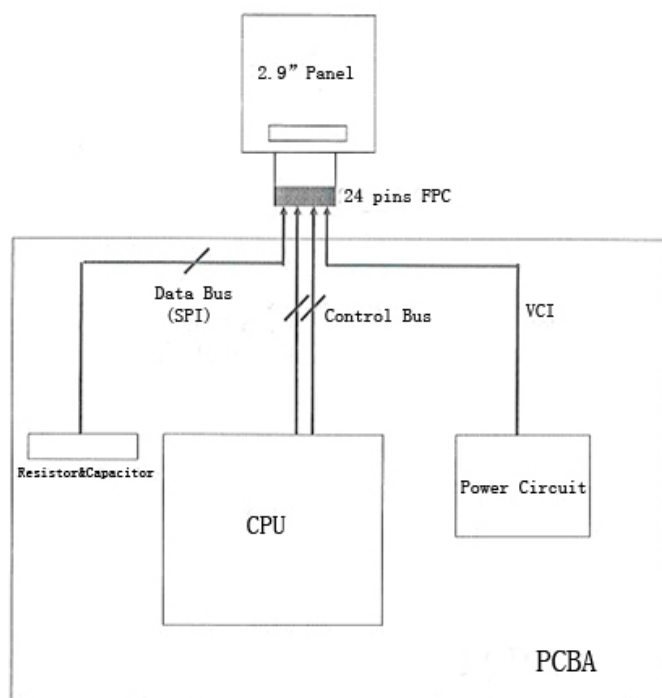 2.9” Panel
24 pins FPC
Data Bus
(SPI)
Control Bus
VCI
Resistor&Capacitor
CPU
Power Circuit
PCBA